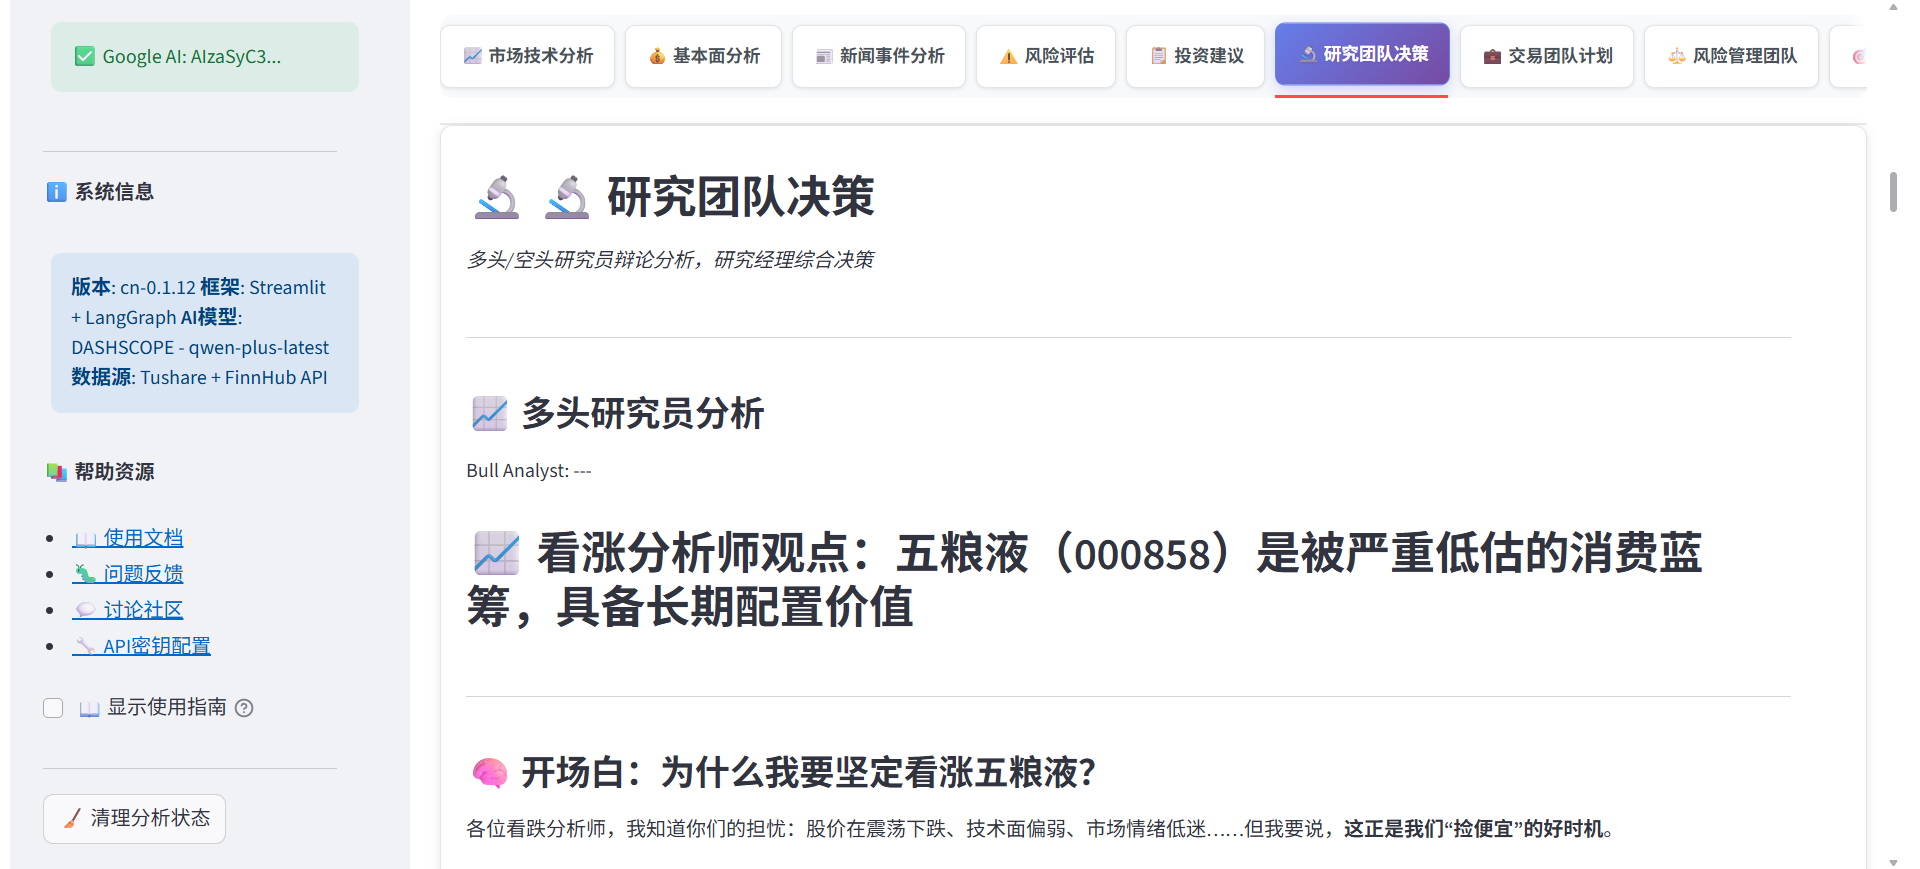 Google AI: AIzaSyC3...
系统信息
版本: cn-0.1.12 框架: Streamlit
+ LangGraph AI模型:
DASHSCOPE - qwen-plus-latest
数据源: Tushare + FinnHub API
帮助资源
使用文档
问题反馈
讨论社区
API密钥配置
显示使用指南
清理分析状态
市场技术分析
基本面分析
新闻事件分析
风险评估
投资建议
研究团队决策
交易团队计划
风险管理团队
研究团队决策
多头/空头研究员辩论分析，研究经理综合决策
多头研究员分析
Bull Analyst: ---
看涨分析师观点：五粮液（000858）是被严重低估的消费蓝
筹，具备长期配置价值
开场白：为什么我要坚定看涨五粮液？
各位看跌分析师，我知道你们的担忧：股价在震荡下跌、技术面偏弱、市场情绪低迷……但我要说，这正是我们“捡便宜”的好时机。